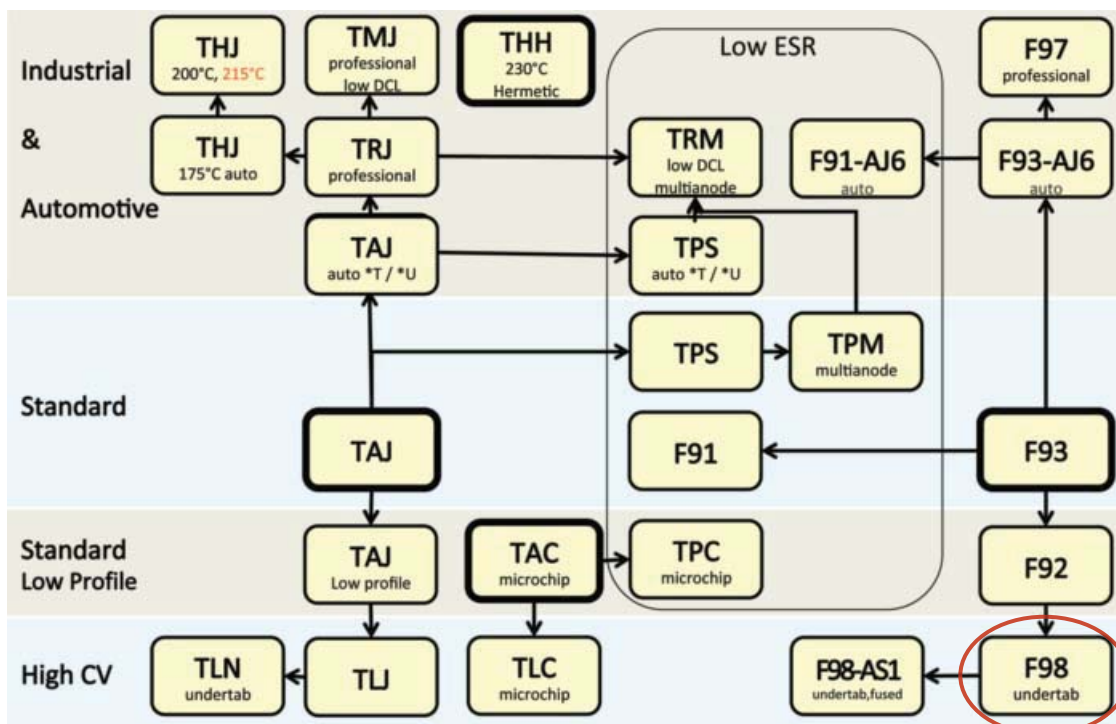 Industrial
&
Automotive
THJ
200°C, 215°C
TMJ
professional
low DCL
THH
230°C
Hermetic
Low ESR
F97
professional
THJ
175°C auto
TRJ
professional
TRM
low DCL
multianode
F91-AJ6
auto
F93-AJ6
auto
TAJ
auto *T / *U
TPS
auto *T / *U
Standard
TPS
TPM
multianode
TAJ
F91
F93
Standard
Low Profile
TAJ
Low profile
TAC
microchip
TPC
microchip
F92
High CV
TLN
undertab
TLJ
TLC
microchip
F98-AS1
undertab,fused
F98
undertab